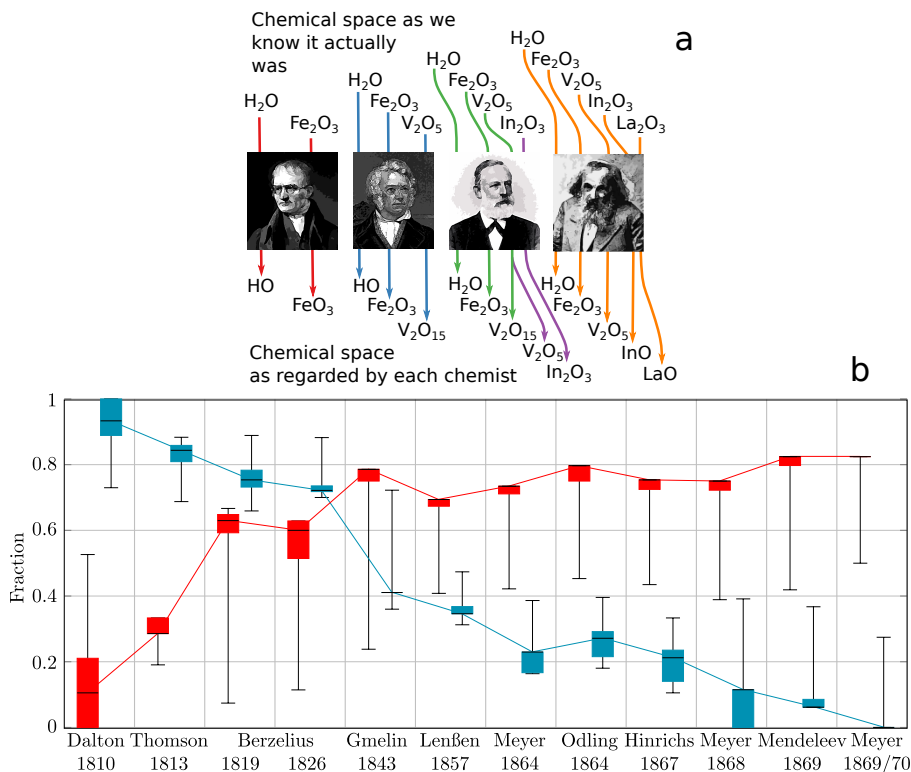 Chemical space as we
know it actually
was
a
H₂O
Fe₂O₃
H₂O
Fe₂O₃
V₂O₅
H₂O
Fe₂O₃
V₂O₅
In₂O₃
H₂O
Fe₂O₃
V₂O₅
In₂O₃
La₂O₃
HO
FeO₃
HO
Fe₂O₃
V₂O₁₅
H₂O
Fe₂O₃
V₂O₁₅
V₂O₅
In₂O₃
H₂O
Fe₂O₃
V₂O₅
InO
LaO
Chemical space
as regarded by each chemist
b
1
0.8
0.6
0.4
0.2
0
Fraction
Dalton Thomson Berzelius Gmelin Lenßen Meyer Odling Hinrichs Meyer Mendeleev Meyer
1810 1813 1819 1826 1843 1857 1864 1864 1867 1868 1869 1869/70